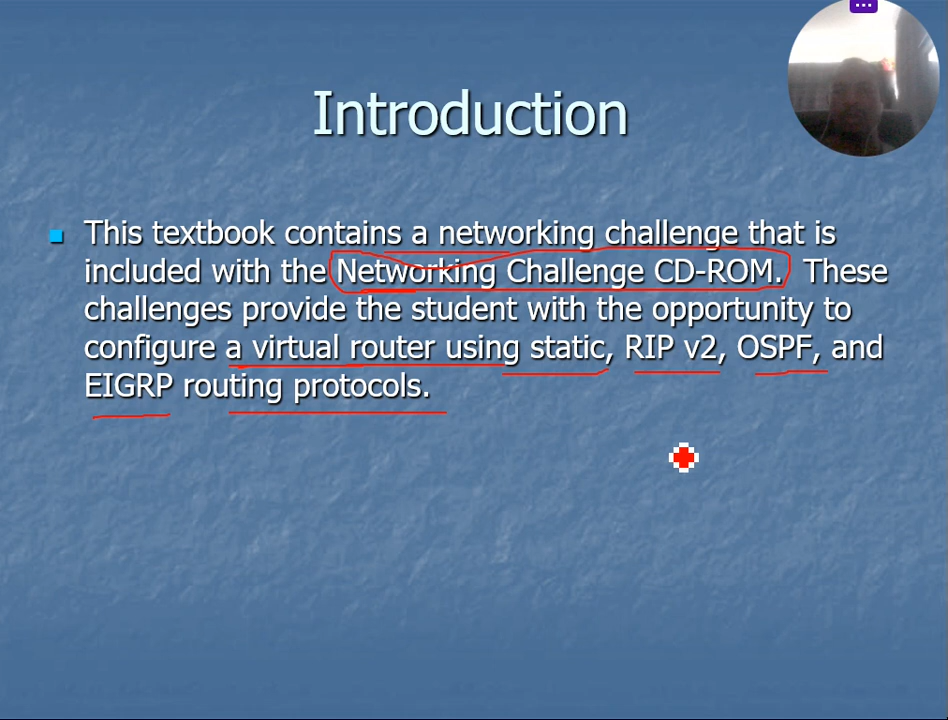 Introduction
This textbook contains a networking challenge that is
included with the Networking Challenge CD-ROM. These
challenges provide the student with the opportunity to
configure a virtual router using static, RIP v2, OSPF, and
EIGRP routing protocols.